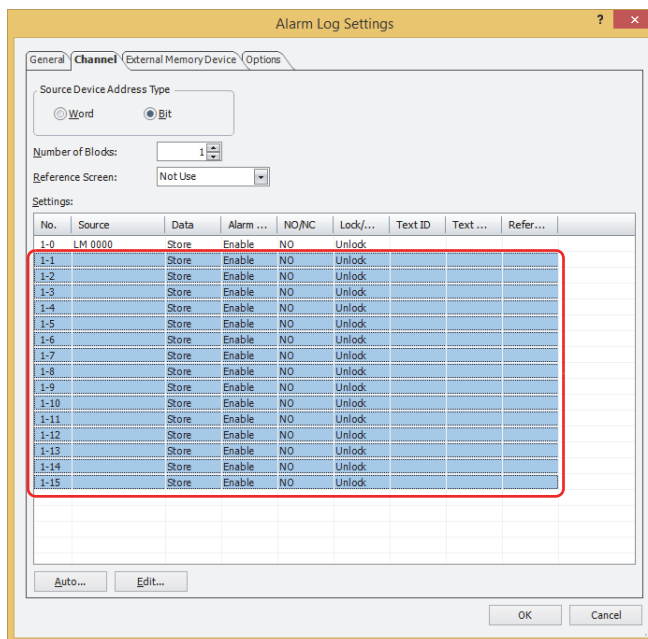 Alarm Log Settings ? ×
General Channel External Memory Device Options
Source Device Address Type
Word Bit
Number of Blocks: 1
Reference Screen: Not Use
Settings:
No. Source Data Alarm ... NO/NC Lock/... Text ID Text ... Refer...
1-0 LM 0000 Store Enable NO Unlock
1-1 Store Enable NO Unlock
1-2 Store Enable NO Unlock
1-3 Store Enable NO Unlock
1-4 Store Enable NO Unlock
1-5 Store Enable NO Unlock
1-6 Store Enable NO Unlock
1-7 Store Enable NO Unlock
1-8 Store Enable NO Unlock
1-9 Store Enable NO Unlock
1-10 Store Enable NO Unlock
1-11 Store Enable NO Unlock
1-12 Store Enable NO Unlock
1-13 Store Enable NO Unlock
1-14 Store Enable NO Unlock
1-15 Store Enable NO Unlock
Auto... Edit...
OK Cancel